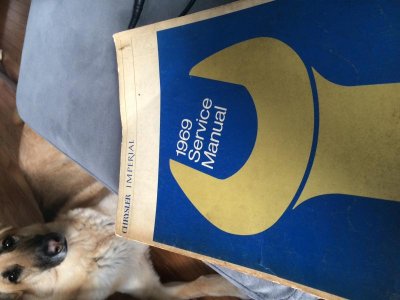 1969
Service
Manual
CHRYSLER IMPERIAL